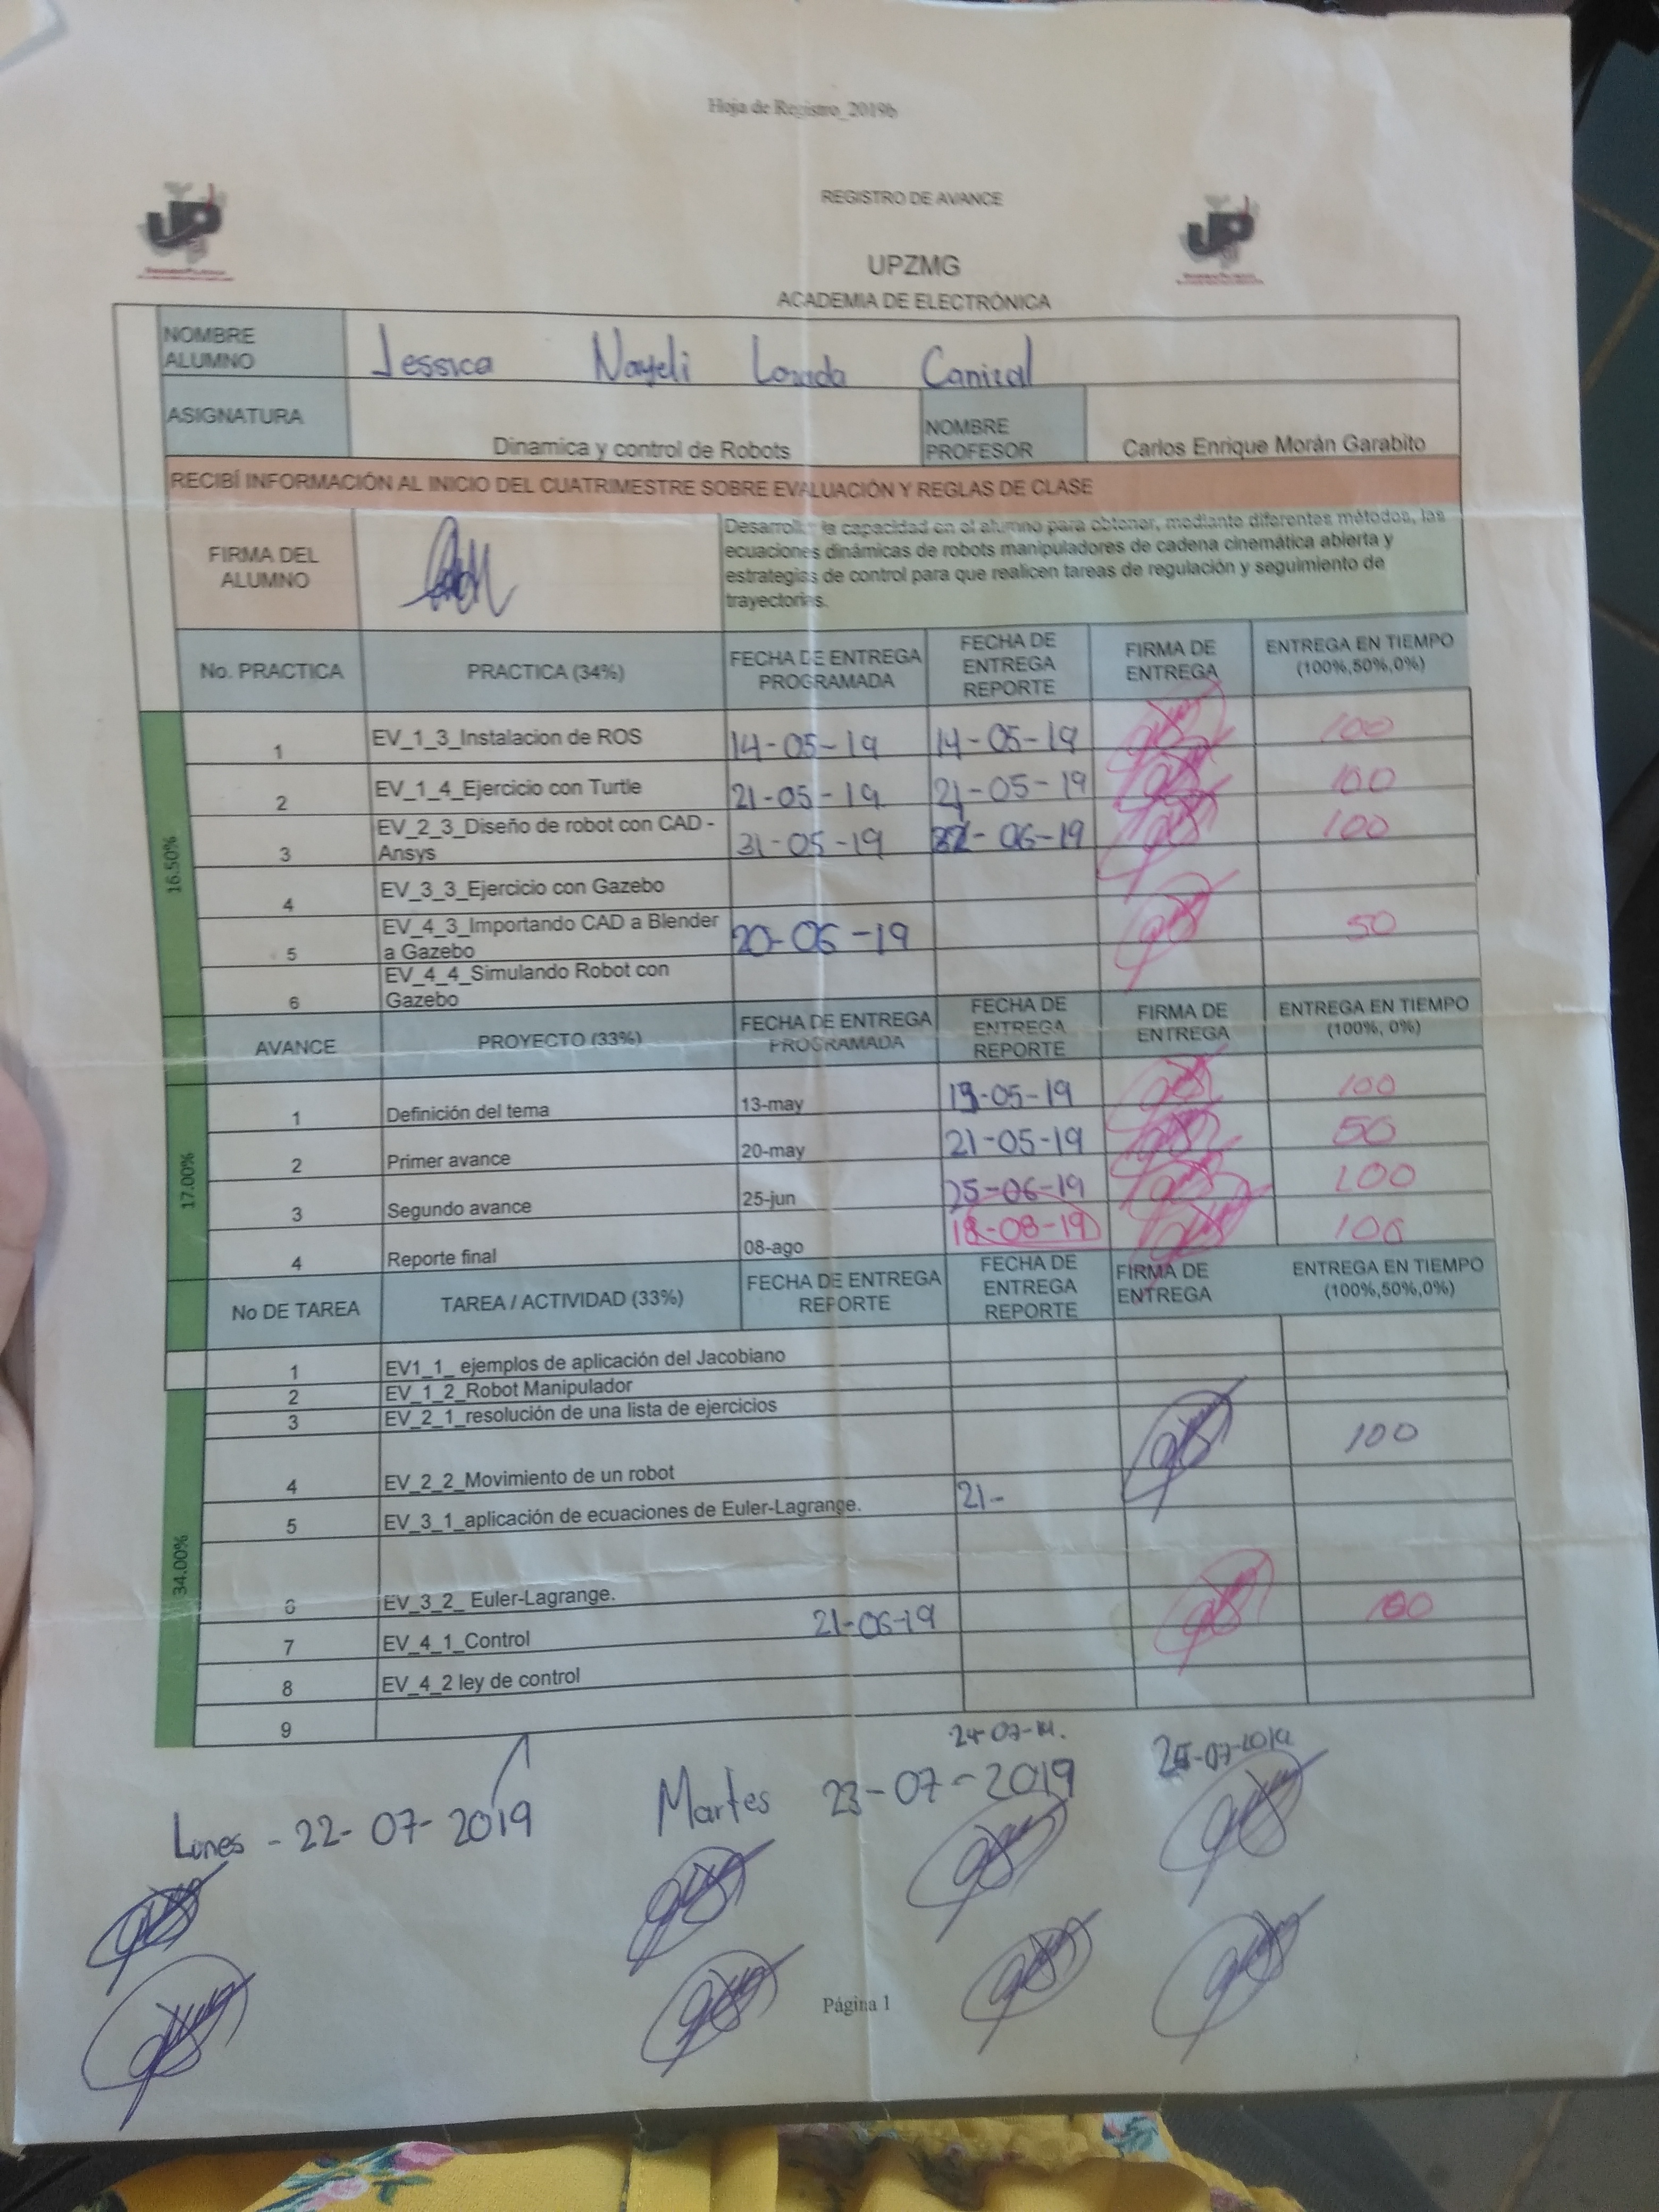 Hoja de Registro_2019b
REGISTRO DE AVANCE
UPZMG
ACADEMIA DE ELECTRÓNICA
NOMBRE ALUMNO Jessica Nayeli Lozada Canizal
ASIGNATURA Dinamica y control de Robots NOMBRE PROFESOR Carlos Enrique Morán Garabito
RECIBÍ INFORMACIÓN AL INICIO DEL CUATRIMESTRE SOBRE EVALUACIÓN Y REGLAS DE CLASE
FIRMA DEL ALUMNO
Desarrollar la capacidad en el alumno para obtener, mediante diferentes métodos, las
ecuaciones dinámicas de robots manipuladores de cadena cinemática abierta y
estrategias de control para que realicen tareas de regulación y seguimiento de
trayectorias.
No. PRACTICA PRACTICA (34%) FECHA DE ENTREGA PROGRAMADA FECHA DE ENTREGA REPORTE FIRMA DE ENTREGA ENTREGA EN TIEMPO (100%,50%,0%)
16.50%
1 EV_1_3_Instalacion de ROS 14-05-19 14-05-19 100
2 EV_1_4_Ejercicio con Turtle 21-05-19 21-05-19 100
3 EV_2_3_Diseño de robot con CAD - Ansys 31-05-19 -06-19 100
4 EV_3_3_Ejercicio con Gazebo
5 EV_4_3_Importando CAD a Blender a Gazebo 20-06-19 50
6 EV_4_4_Simulando Robot con Gazebo
AVANCE PROYECTO (33%) FECHA DE ENTREGA PROGRAMADA FECHA DE ENTREGA REPORTE FIRMA DE ENTREGA ENTREGA EN TIEMPO (100%, 0%)
17.00%
1 Definición del tema 13-may 13-05-19 100
2 Primer avance 20-may 21-05-19 50
3 Segundo avance 25-jun 25-06-19 100
4 Reporte final 08-ago 18-08-19 100
No DE TAREA TAREA / ACTIVIDAD (33%) FECHA DE ENTREGA REPORTE FECHA DE ENTREGA REPORTE FIRMA DE ENTREGA ENTREGA EN TIEMPO (100%,50%,0%)
34.00%
1 EV1_1_ ejemplos de aplicación del Jacobiano
2 EV_1_2_Robot Manipulador
3 EV_2_1_resolución de una lista de ejercicios
4 EV_2_2_Movimiento de un robot 100
5 EV_3_1_aplicación de ecuaciones de Euler-Lagrange. 21-
6 EV_3_2_ Euler-Lagrange.
7 EV_4_1_Control 21-06-19 100
8 EV_4_2 ley de control
9
Lunes - 22-07-2019
Martes 23-07-2019
24-07-19.
25-07-2019
Página 1